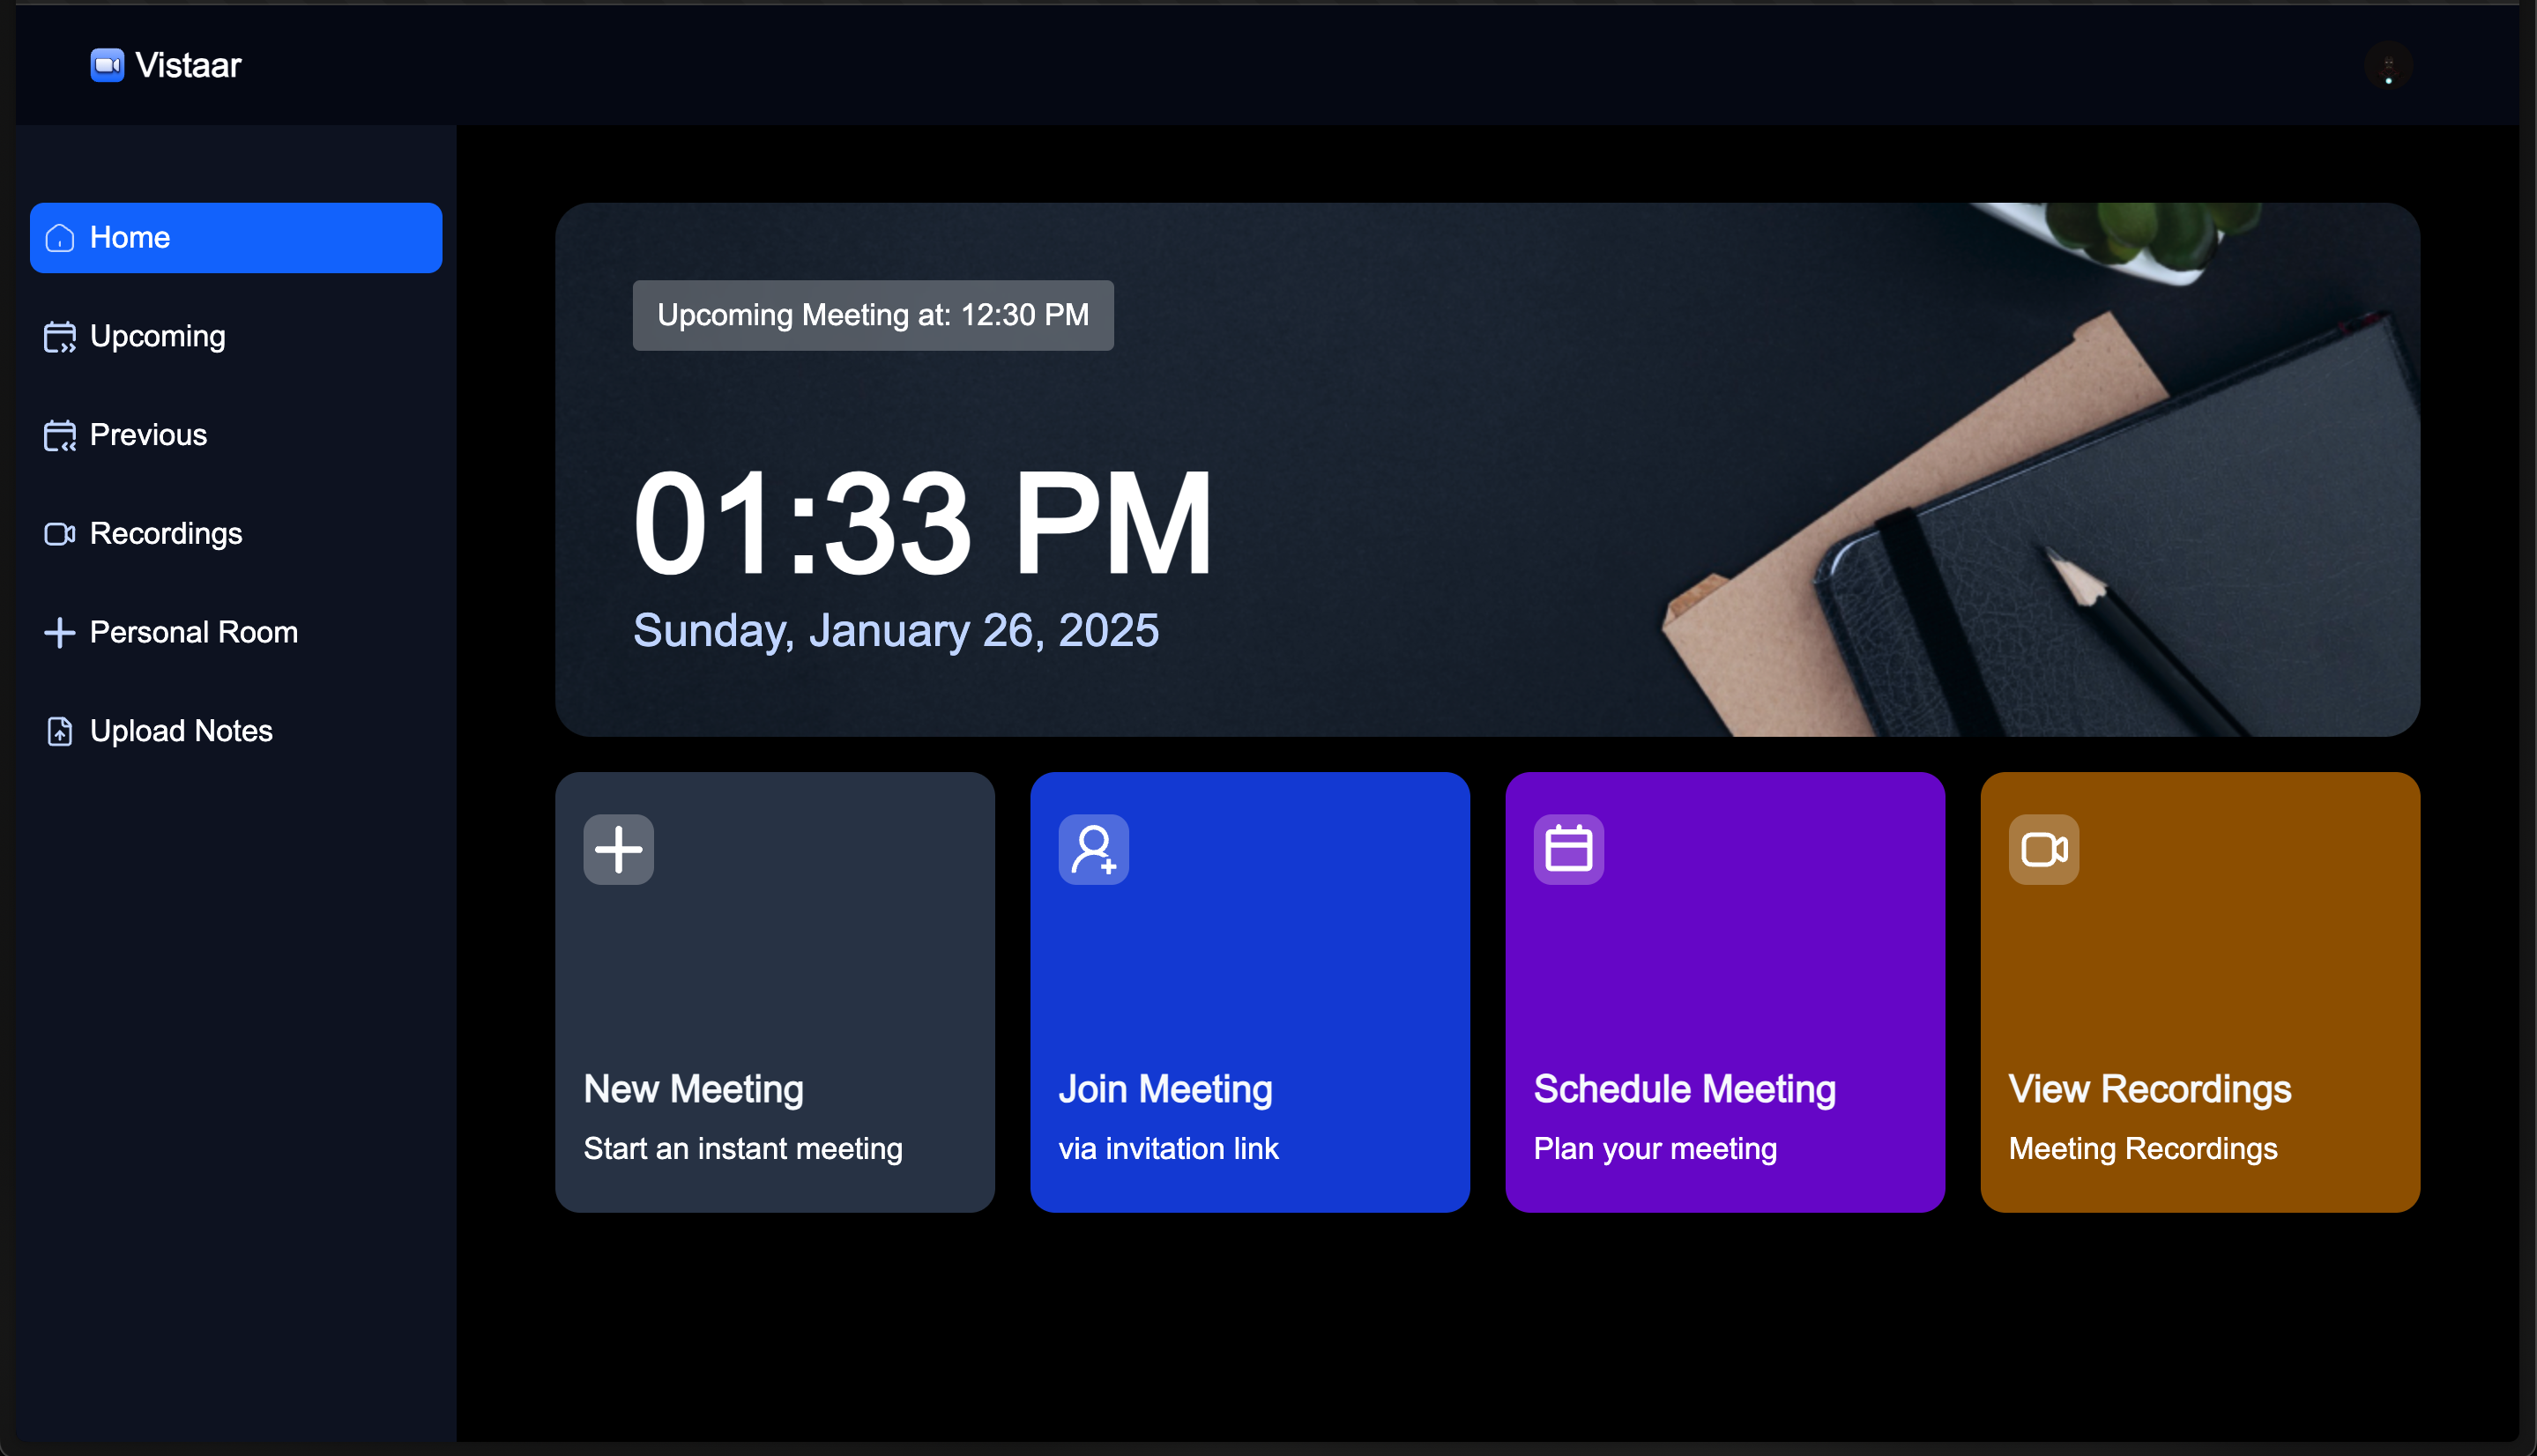 Vistaar
Home
Upcoming
Previous
Recordings
Personal Room
Upload Notes
Upcoming Meeting at: 12:30 PM
01:33 PM
Sunday, January 26, 2025
New Meeting
Start an instant meeting
Join Meeting
via invitation link
Schedule Meeting
Plan your meeting
View Recordings
Meeting Recordings